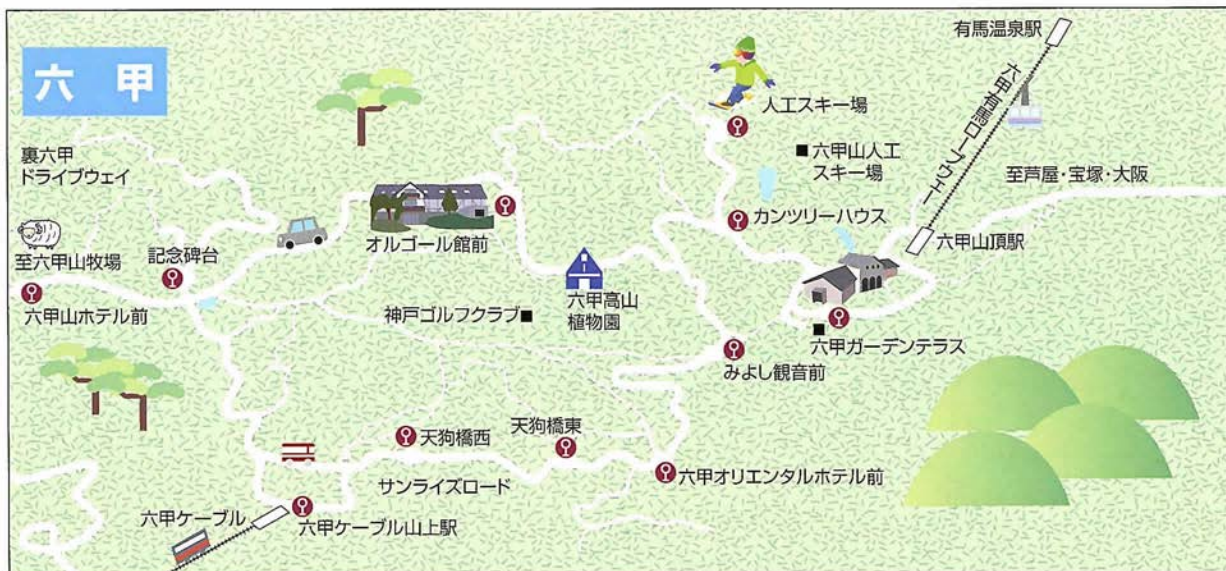 六甲
有馬温泉駅
六甲有馬ロープウェー
人工スキー場
六甲山人工
スキー場
至芦屋・宝塚・大阪
裏六甲
ドライブウェイ
カンツリーハウス
六甲山頂駅
オルゴール館前
至六甲山牧場
記念碑台
六甲山ホテル前
神戸ゴルフクラブ
六甲高山
植物園
六甲ガーデンテラス
みよし観音前
天狗橋西
天狗橋東
六甲オリエンタルホテル前
サンライズロード
六甲ケーブル
六甲ケーブル山上駅